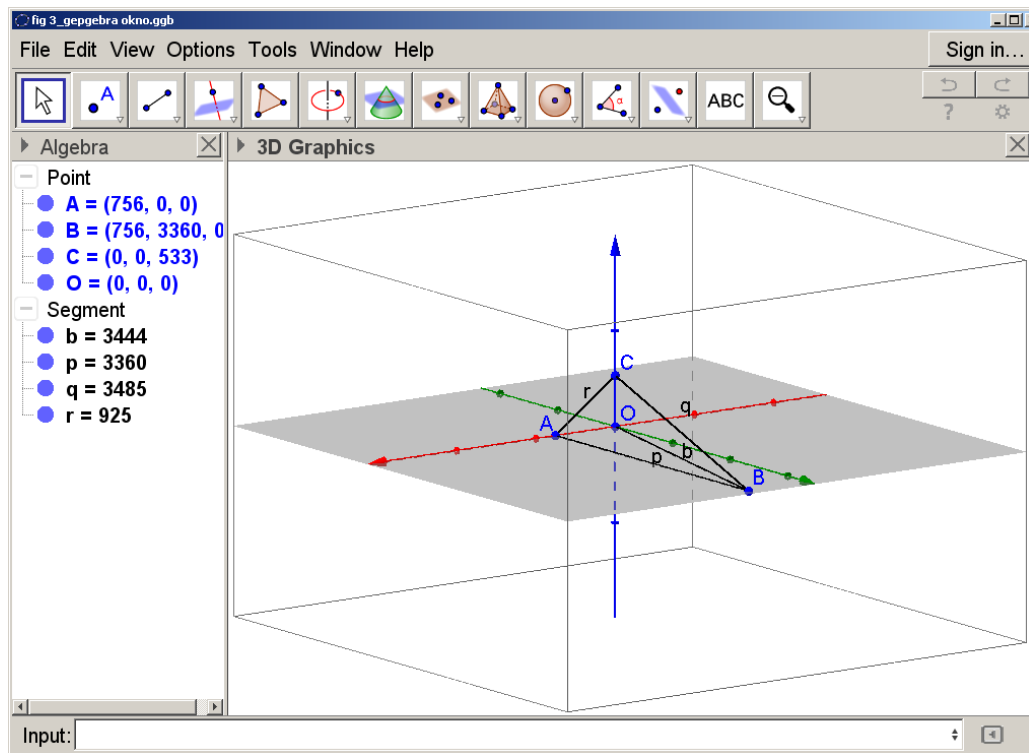 fig 3_gepgebra okno.ggb
File Edit View Options Tools Window Help
Sign in...
A
α
ABC
?
Algebra
3D Graphics
Point
A = (756, 0, 0)
B = (756, 3360, 0
C = (0, 0, 533)
O = (0, 0, 0)
Segment
b = 3444
p = 3360
q = 3485
r = 925
C
r
q
A
O
p
b
B
Input: